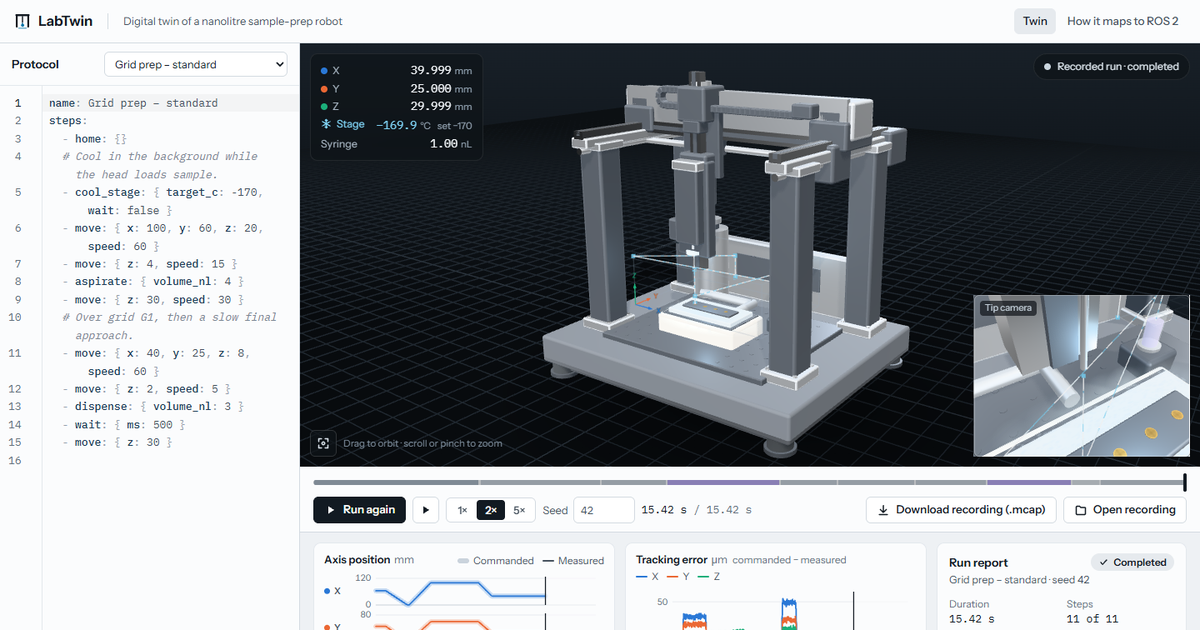 LabTwin
Digital twin of a nanolitre sample-prep robot
Twin
How it maps to ROS 2
Protocol
Grid prep – standard
1 name: Grid prep – standard
2 steps:
3 - home: {}
4 # Cool in the background while
the head loads sample.
5 - cool_stage: { target_c: -170,
wait: false }
6 - move: { x: 100, y: 60, z: 20,
speed: 60 }
7 - move: { z: 4, speed: 15 }
8 - aspirate: { volume_nl: 4 }
9 - move: { z: 30, speed: 30 }
10 # Over grid G1, then a slow final
approach.
11 - move: { x: 40, y: 25, z: 8,
speed: 60 }
12 - move: { z: 2, speed: 5 }
13 - dispense: { volume_nl: 3 }
14 - wait: { ms: 500 }
15 - move: { z: 30 }
16
X 39.999 mm
Y 25.000 mm
Z 29.999 mm
Stage −169.9 °C set −170
Syringe 1.00 nL
Recorded run · completed
Tip camera
Drag to orbit · scroll or pinch to zoom
Run again
1× 2× 5×
Seed 42
15.42 s / 15.42 s
Download recording (.mcap)
Open recording
Axis position mm
Commanded Measured
120
X
0
80
Y
Tracking error µm commanded − measured
X Y Z
50
Run report
Completed
Grid prep – standard · seed 42
Duration
Steps
15.42 s
11 of 11